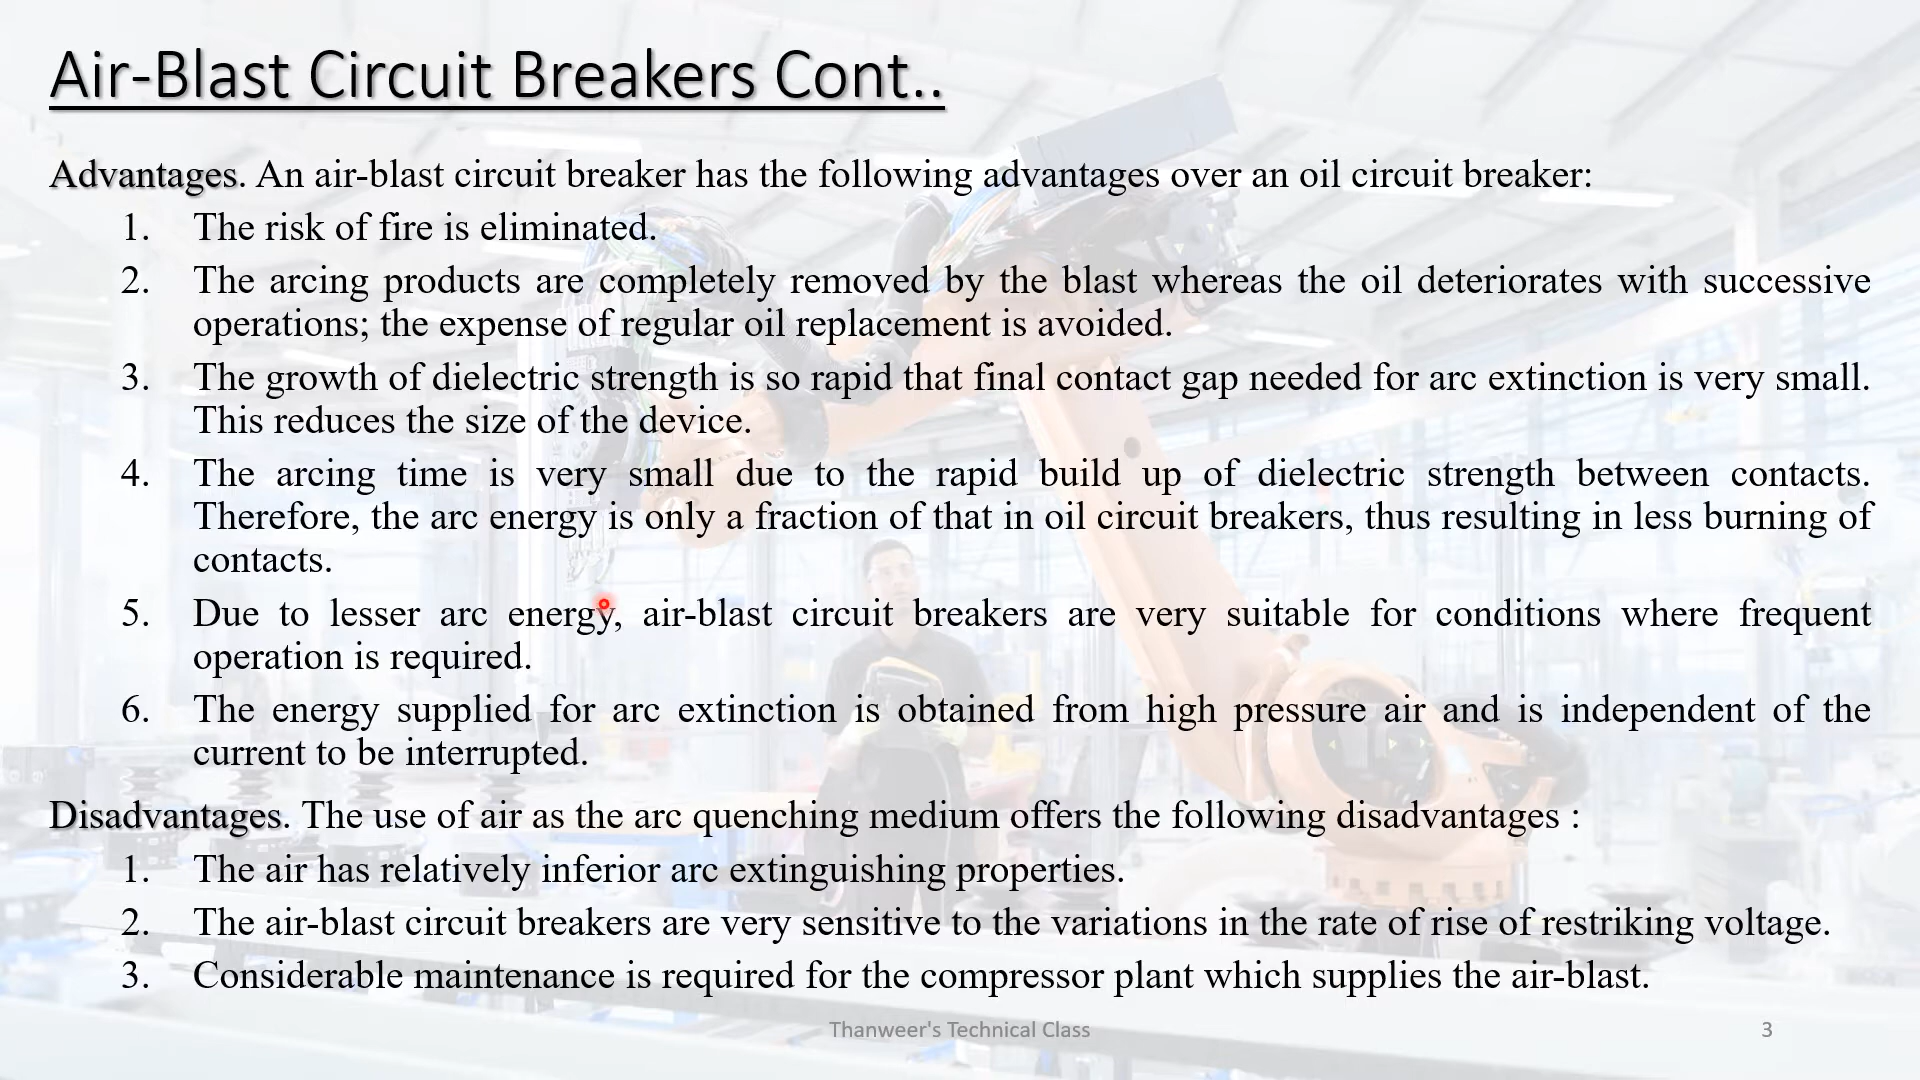 Air-Blast Circuit Breakers Cont..
Advantages. An air-blast circuit breaker has the following advantages over an oil circuit breaker:
1. The risk of fire is eliminated.
2. The arcing products are completely removed by the blast whereas the oil deteriorates with successive
operations; the expense of regular oil replacement is avoided.
3. The growth of dielectric strength is so rapid that final contact gap needed for arc extinction is very small.
This reduces the size of the device.
4. The arcing time is very small due to the rapid build up of dielectric strength between contacts.
Therefore, the arc energy is only a fraction of that in oil circuit breakers, thus resulting in less burning of
contacts.
5. Due to lesser arc energy, air-blast circuit breakers are very suitable for conditions where frequent
operation is required.
6. The energy supplied for arc extinction is obtained from high pressure air and is independent of the
current to be interrupted.
Disadvantages. The use of air as the arc quenching medium offers the following disadvantages :
1. The air has relatively inferior arc extinguishing properties.
2. The air-blast circuit breakers are very sensitive to the variations in the rate of rise of restriking voltage.
3. Considerable maintenance is required for the compressor plant which supplies the air-blast.
Thanweer's Technical Class
3